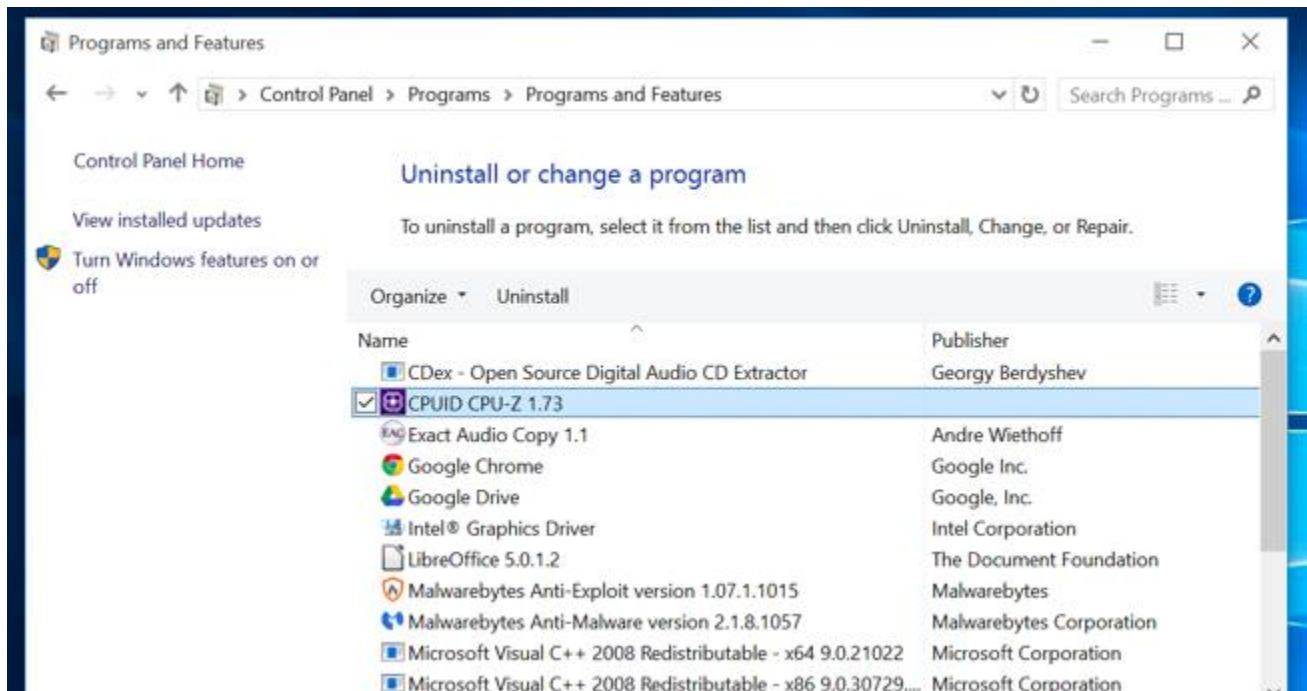 Programs and Features
Control Panel > Programs > Programs and Features
Search Programs ...
Control Panel Home
View installed updates
Turn Windows features on or
off
Uninstall or change a program
To uninstall a program, select it from the list and then click Uninstall, Change, or Repair.
Organize Uninstall
Name Publisher
CDex - Open Source Digital Audio CD Extractor Georgy Berdyshev
CPUID CPU-Z 1.73
EAC Exact Audio Copy 1.1 Andre Wiethoff
Google Chrome Google Inc.
Google Drive Google, Inc.
Intel® Graphics Driver Intel Corporation
LibreOffice 5.0.1.2 The Document Foundation
Malwarebytes Anti-Exploit version 1.07.1.1015 Malwarebytes
Malwarebytes Anti-Malware version 2.1.8.1057 Malwarebytes Corporation
Microsoft Visual C++ 2008 Redistributable - x64 9.0.21022 Microsoft Corporation
Microsoft Visual C++ 2008 Redistributable - x86 9.0.30729.... Microsoft Corporation